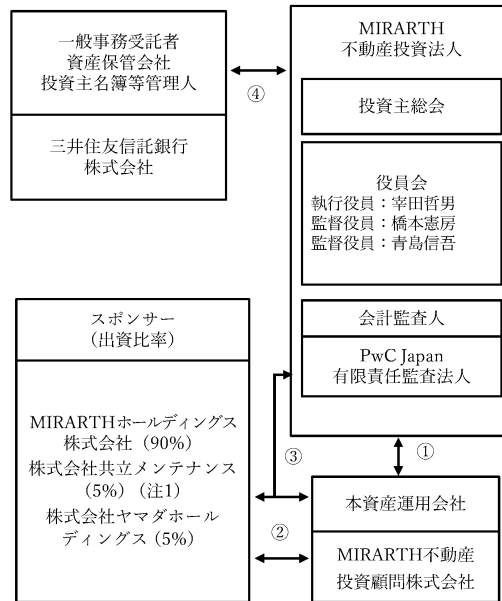 一般事務受託者
資産保管会社
投資主名簿等管理人
三井住友信託銀行
株式会社
④
MIRARTH
不動産投資法人
投資主総会
役員会
執行役員：宰田哲男
監督役員：橋本憲房
監督役員：青島信吾
会計監査人
PwC Japan
有限責任監査法人
スポンサー
（出資比率）
MIRARTHホールディングス
株式会社（90%）
株式会社共立メンテナンス
（5%）（注1）
株式会社ヤマダホール
ディングス（5%）
③
①
②
本資産運用会社
MIRARTH不動産
投資顧問株式会社